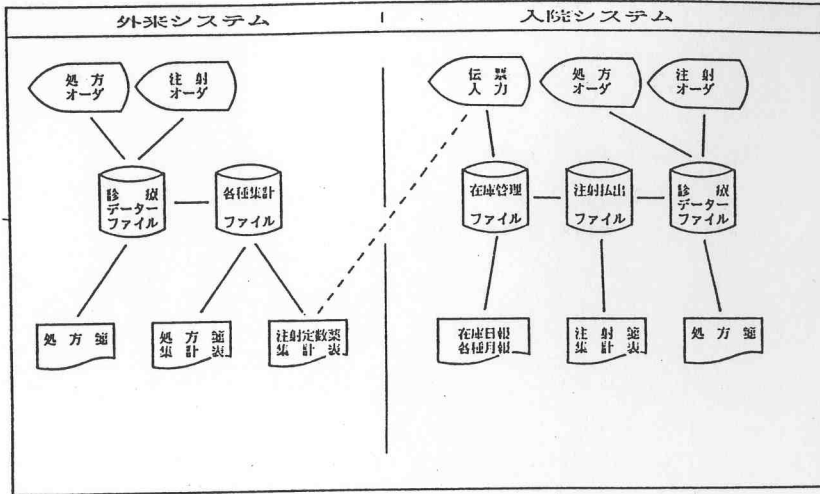 外来システム
入院システム
処方
オーダ
注射
オーダ
伝票
入力
処方
オーダ
注射
オーダ
診療
データー
ファイル
各種集計
ファイル
在庫管理
ファイル
注射払出
ファイル
診療
データー
ファイル
処方箋
処方箋
集計表
注射定数薬
集計表
在庫日報
各種月報
注射箋
集計表
処方箋